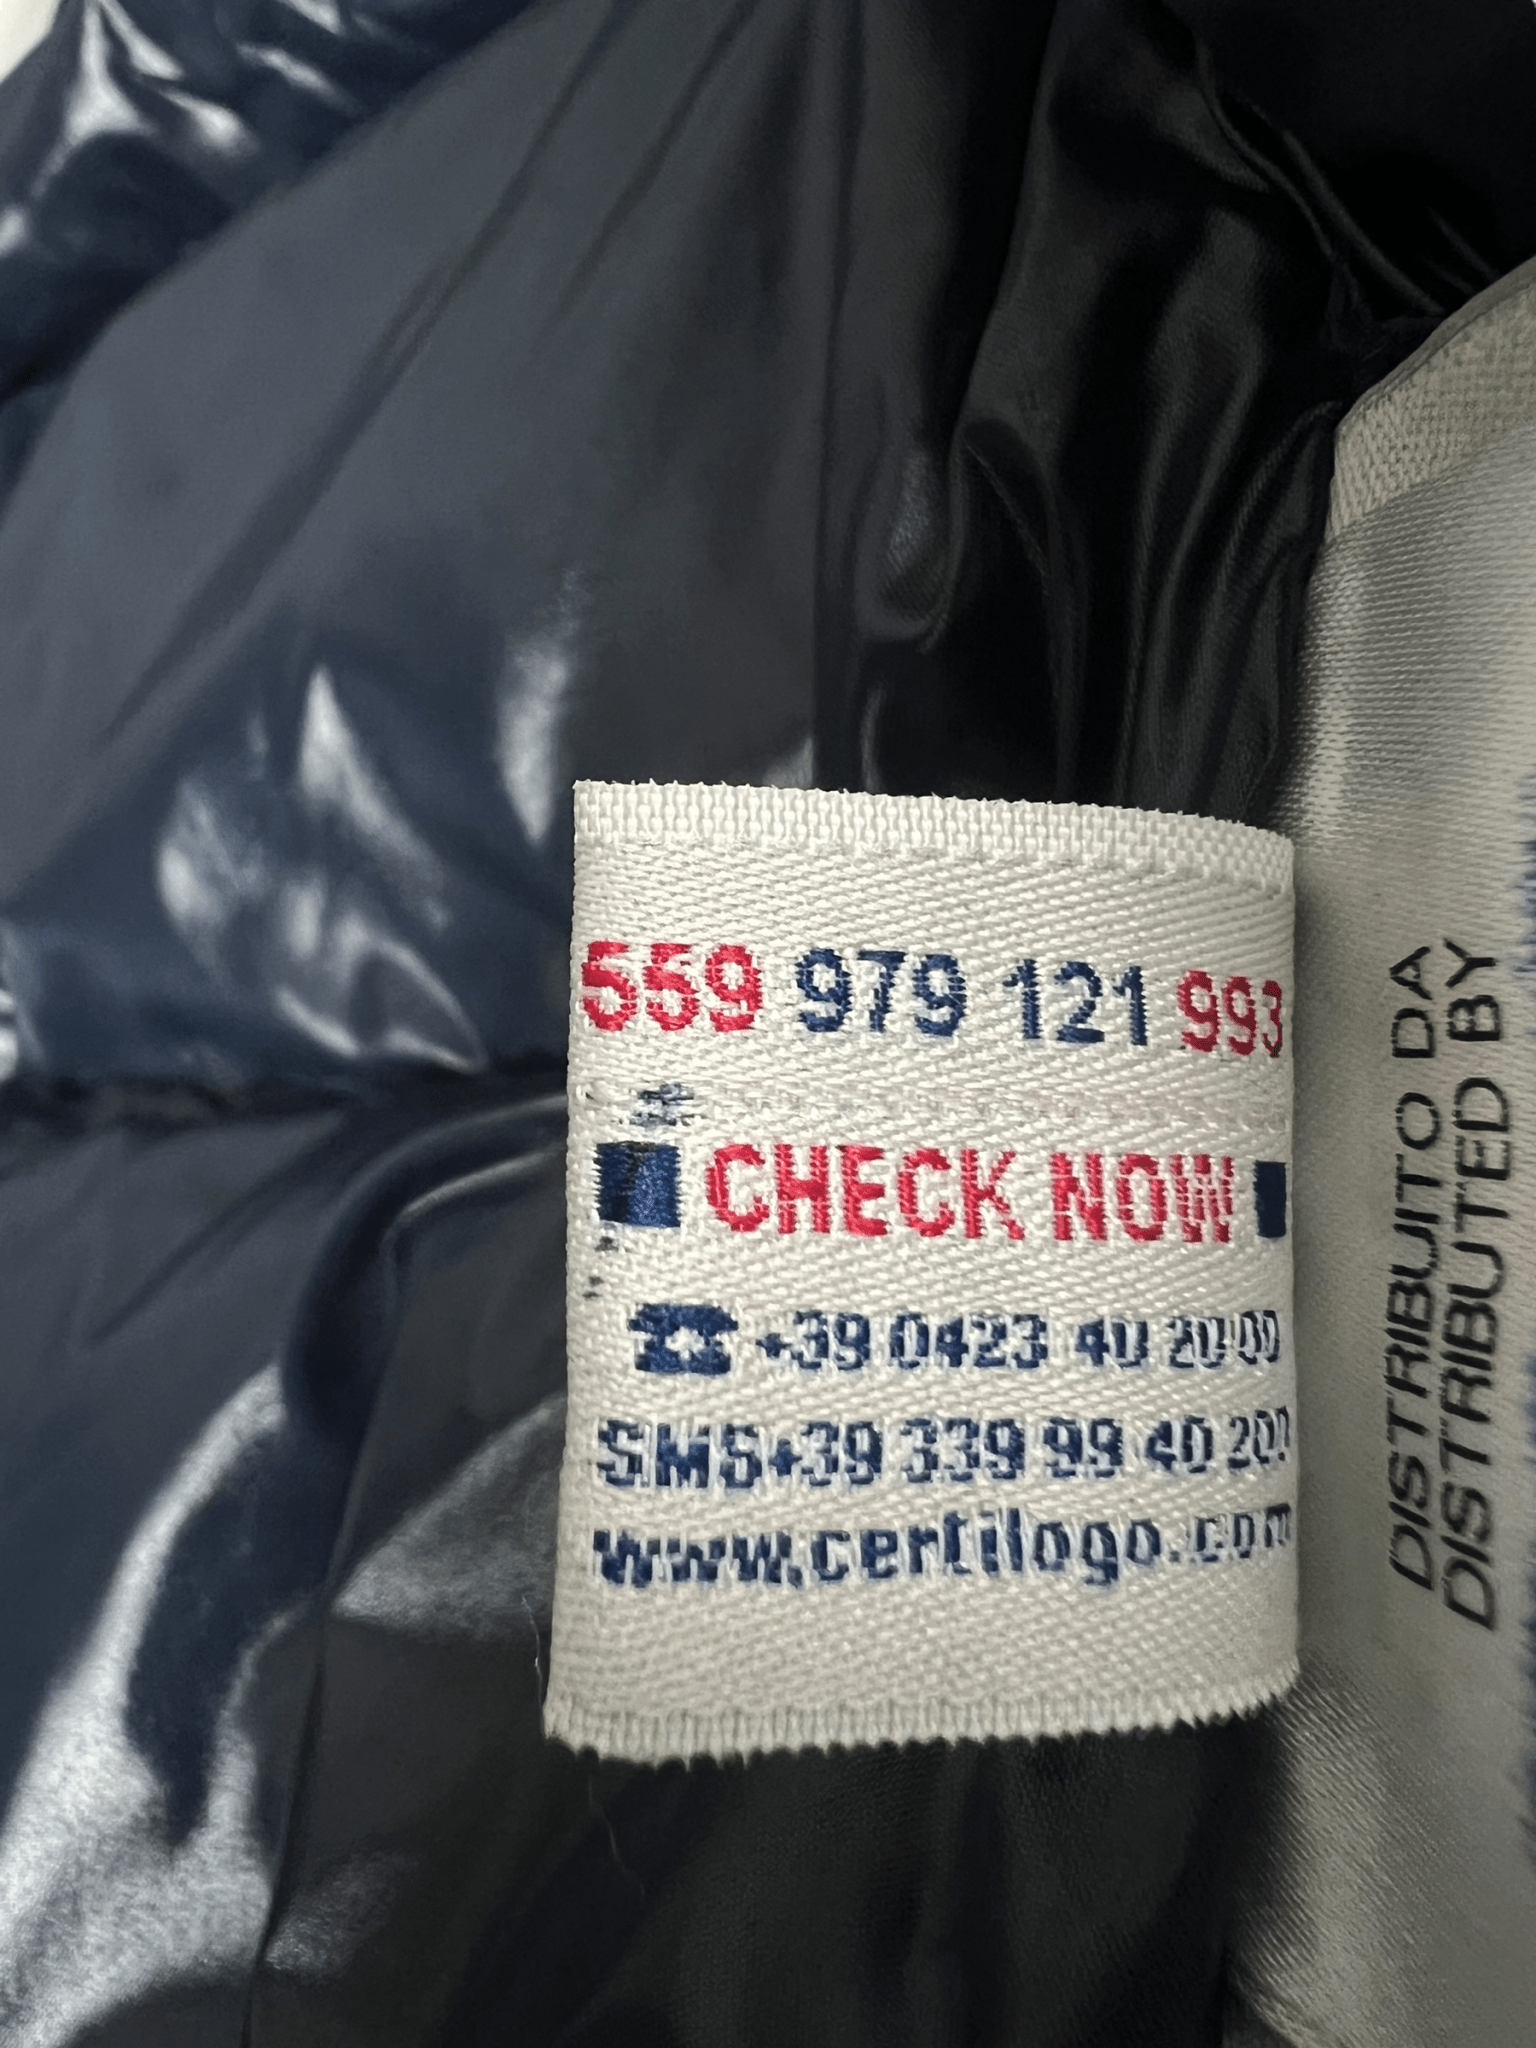 559 979 121 993
CHECK NOW
☎ +39 0423 40 20 00
SMS+39 339 99 40 207
www.certilogo.com
DISTRIBUITO DA
DISTRIBUTED BY